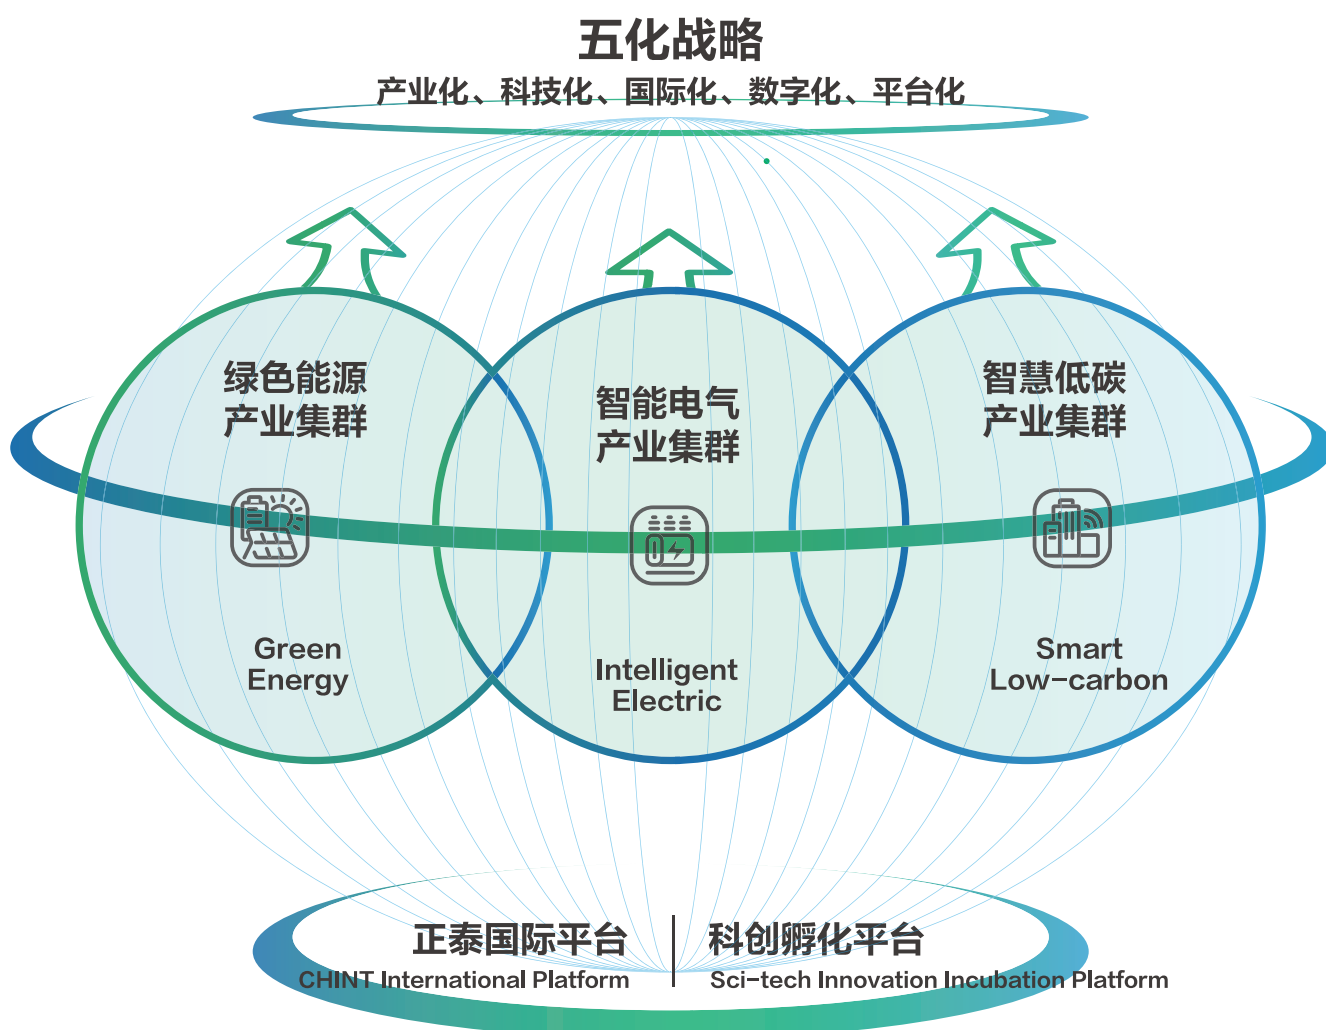 五化战略
产业化、科技化、国际化、数字化、平台化
绿色能源
产业集群
Green
Energy
智能电气
产业集群
Intelligent
Electric
智慧低碳
产业集群
Smart
Low-carbon
正泰国际平台
CHINT International Platform
科创孵化平台
Sci-tech Innovation Incubation Platform